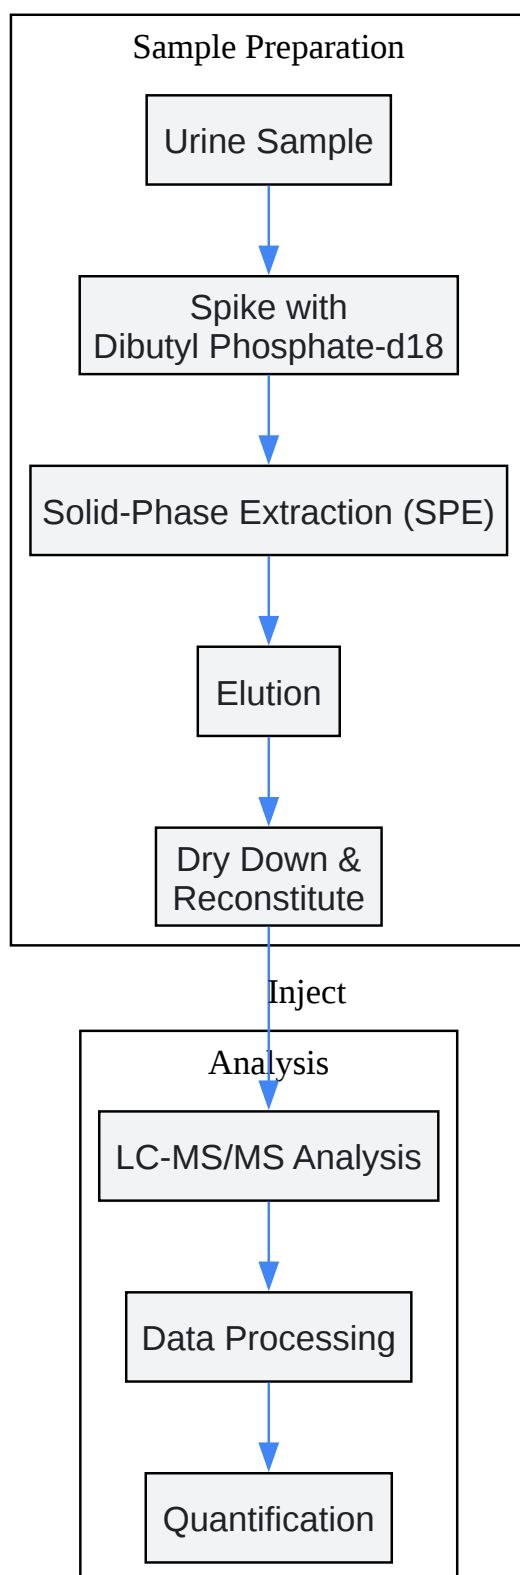 Sample Preparation
Urine Sample
Spike with
Dibutyl Phosphate-d18
Solid-Phase Extraction (SPE)
Elution
Dry Down &
Reconstitute
Inject
Analysis
LC-MS/MS Analysis
Data Processing
Quantification